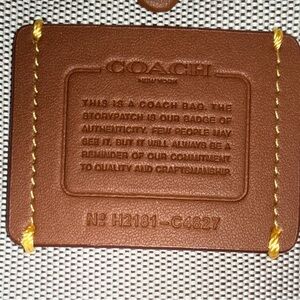 COACH
NEW YORK
THIS IS A COACH BAG. THE
STORYPATCH IS OUR BADGE OF
AUTHENTICITY. FEW PEOPLE MAY
SEE IT, BUT IT WILL ALWAYS BE A
REMINDER OF OUR COMMITMENT
TO QUALITY AND CRAFTSMANSHIP
Nº H2181-C4827